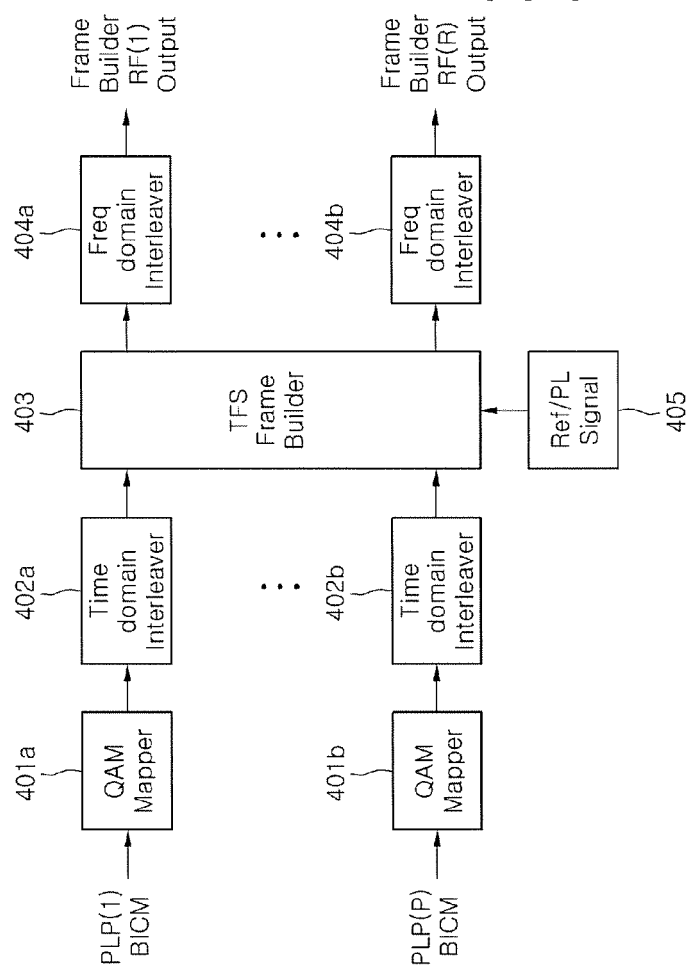 PLP(1)
BICM
401a
QAM
Mapper
402a
Time
domain
Interleaver
403
TFS
Frame
Builder
404a
Freq
domain
Interleaver
Frame
Builder
RF(1)
Output
PLP(P)
BICM
401b
QAM
Mapper
402b
Time
domain
Interleaver
404b
Freq
domain
Interleaver
Frame
Builder
RF(R)
Output
Ref/PL
Signal
405